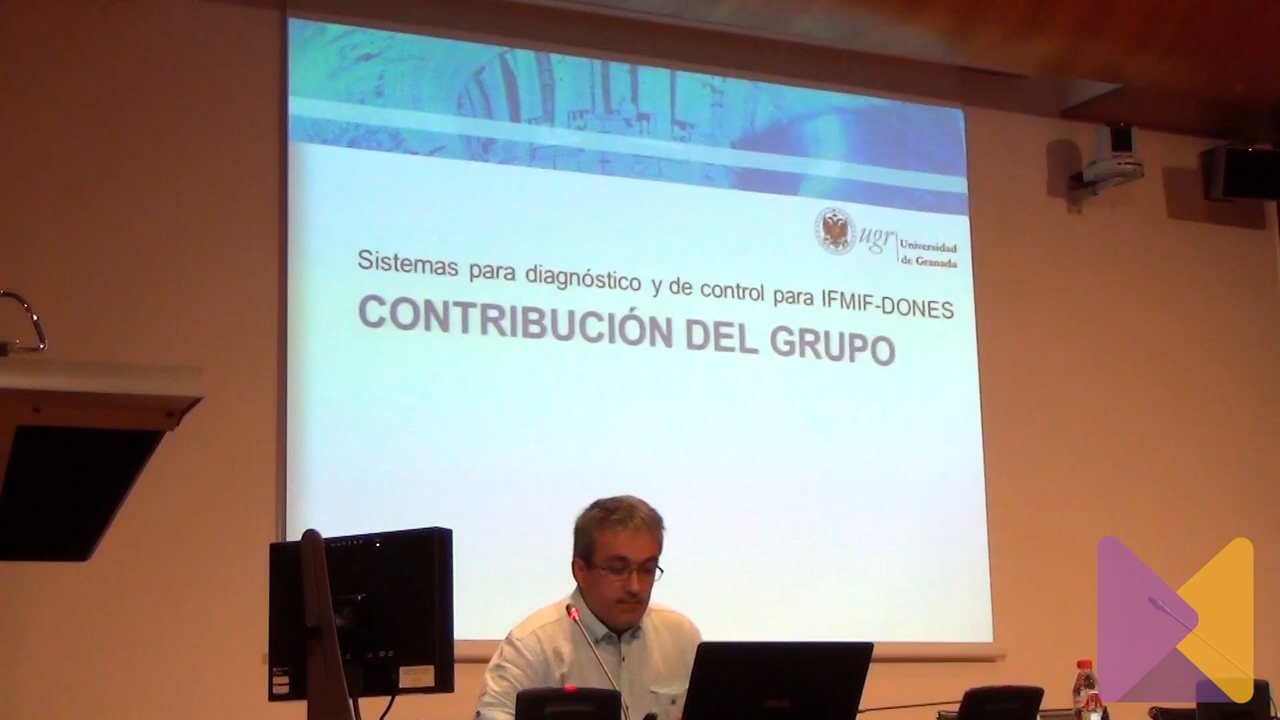 ugr
Universidad
de Granada
Sistemas para diagnóstico y de control para IFMIF-DONES
CONTRIBUCIÓN DEL GRUPO